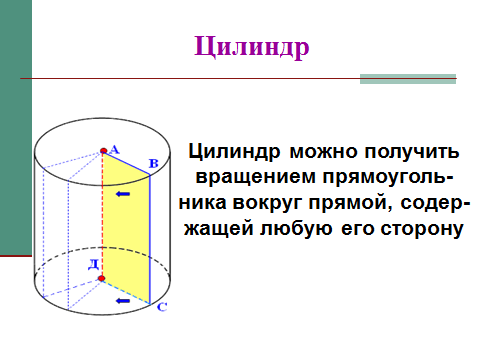 Цилиндр
А
В
Д
С
Цилиндр можно получить
вращением прямоуголь-
ника вокруг прямой, содер-
жащей любую его сторону